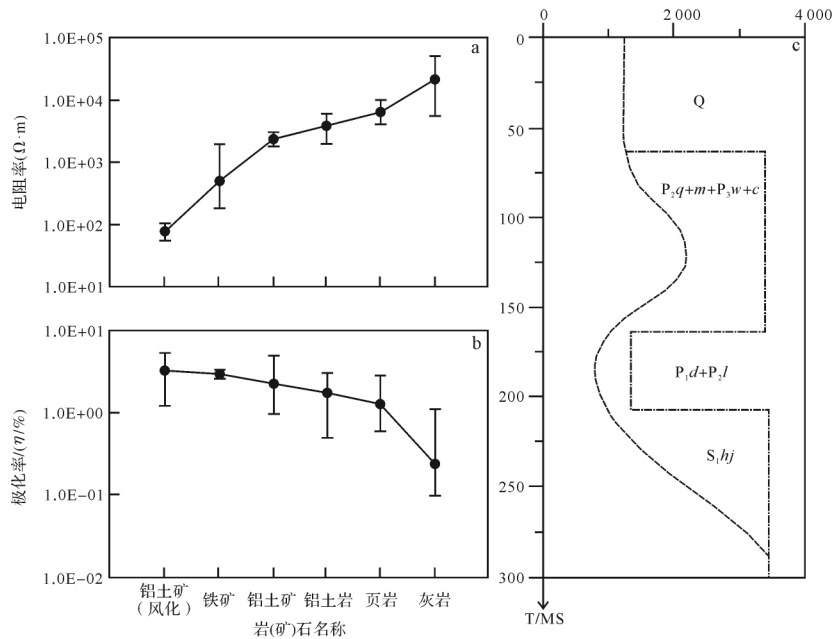 a
1.0E+05
1.0E+04
1.0E+03
1.0E+02
1.0E+01
电阻率(Ω·m)
b
1.0E+01
1.0E+00
1.0E−01
1.0E−02
极化率/(η/%)
铝土矿 铁矿 铝土矿 铝土岩 页岩 灰岩
(风化)
岩(矿)石名称
0 2 000 4 000
c
0
50
100
150
200
250
300
Q
P₂q+m+P₃w+c
P₁d+P₂l
S₁hj
T/MS